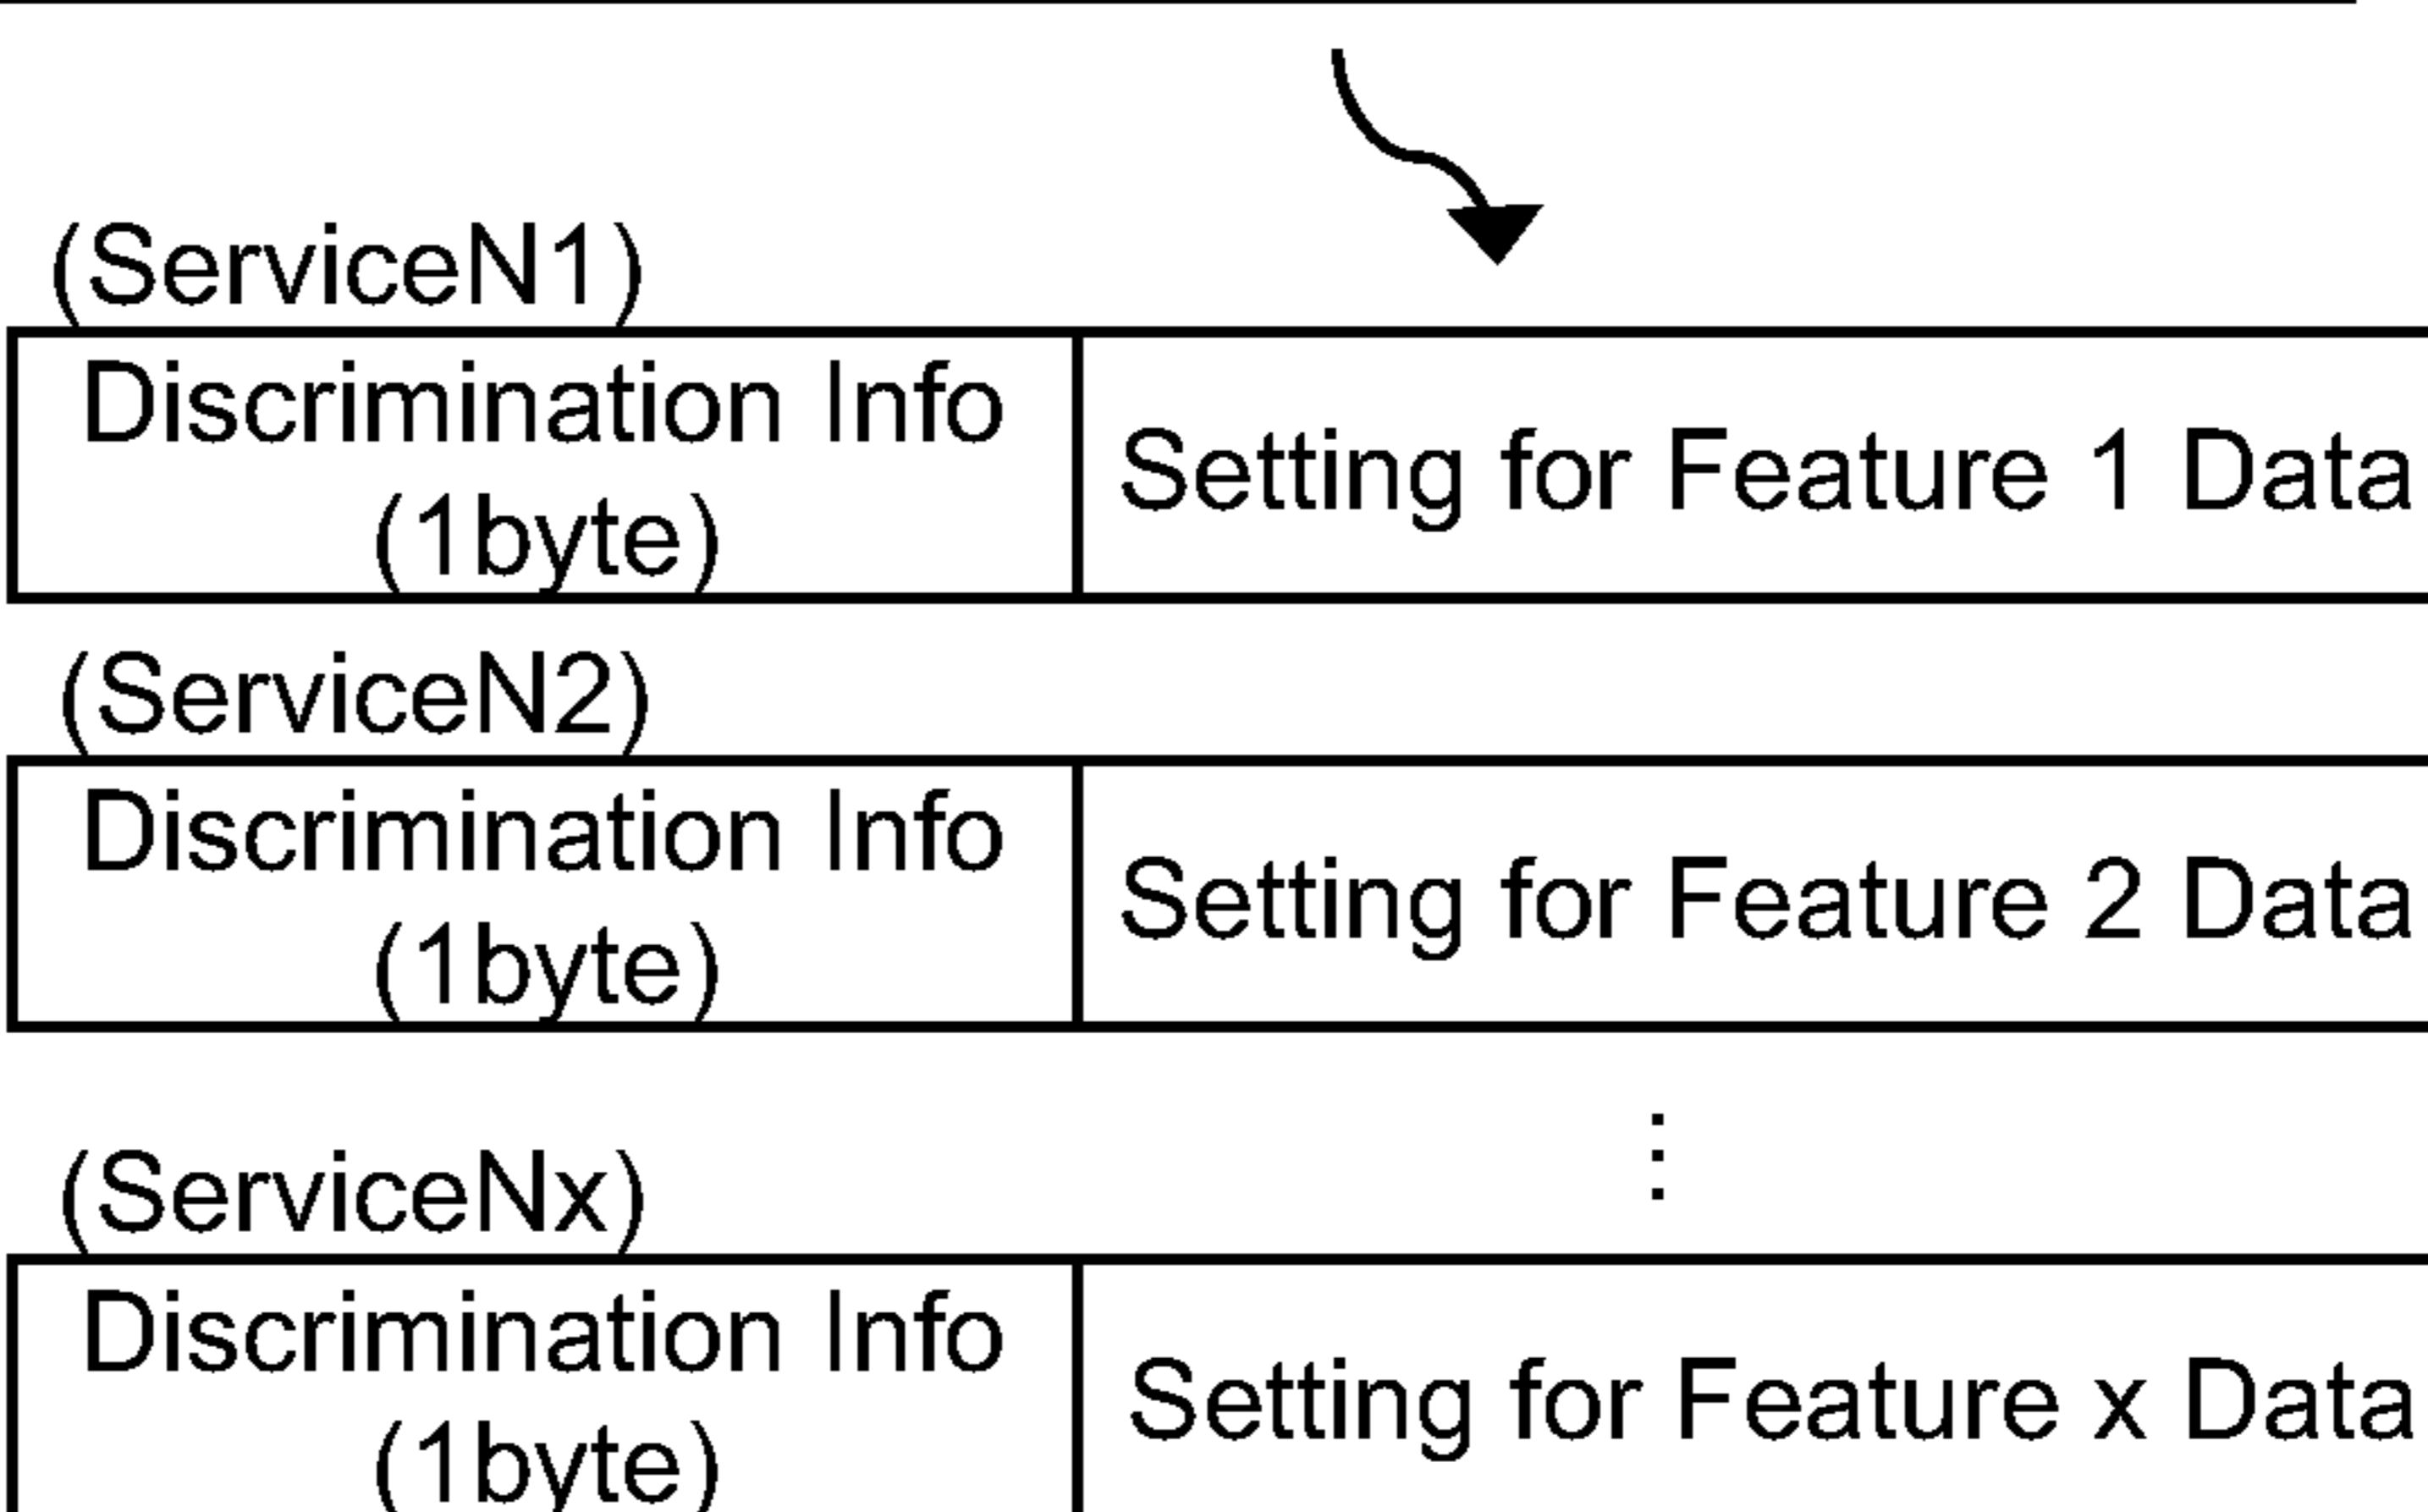 (ServiceN1)
Discrimination Info
(1byte)
Setting for Feature 1 Data
(ServiceN2)
Discrimination Info
(1byte)
Setting for Feature 2 Data
(ServiceNx)
Discrimination Info
(1byte)
Setting for Feature x Data